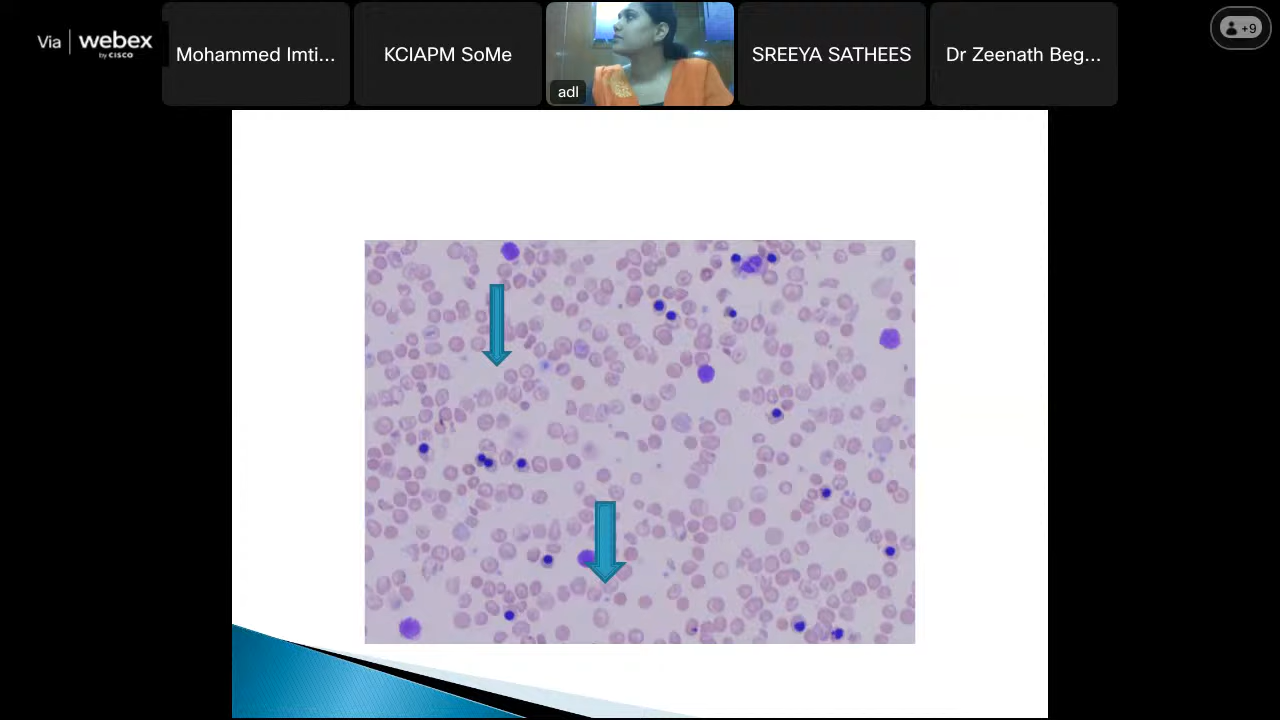 Via webex
by CISCO
Mohammed Imti...
KCIAPM SoMe
adl
SREEYA SATHEES
Dr Zeenath Beg...
+9